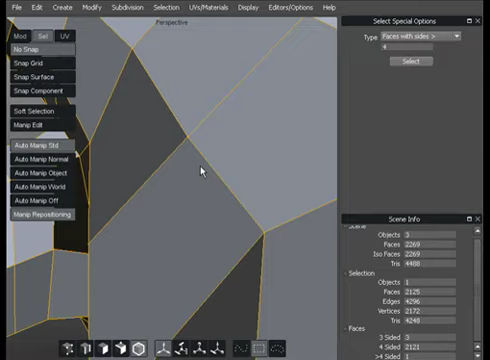 File Edit View Create Modify Subdivision Selection UVs/Materials Display Editors/Options Help
Perspective
Mod Sel UV
No Snap
Snap Grid
Snap Surface
Snap Component
Soft Selection
Manip Edit
Auto Manip Std
Auto Manip Normal
Auto Manip Object
Auto Manip World
Auto Manip Off
Manip Repositioning
Select Special Options
Type Faces with sides >
4
Select
Scene Info
Scene
Objects 3
Faces 2269
Iso Faces 2269
Tris 4488
Selection
Objects 1
Faces 2125
Edges 4296
Vertices 2172
Tris 4248
Faces
3 Sided 3
4 Sided 2121
>4 Sided 1